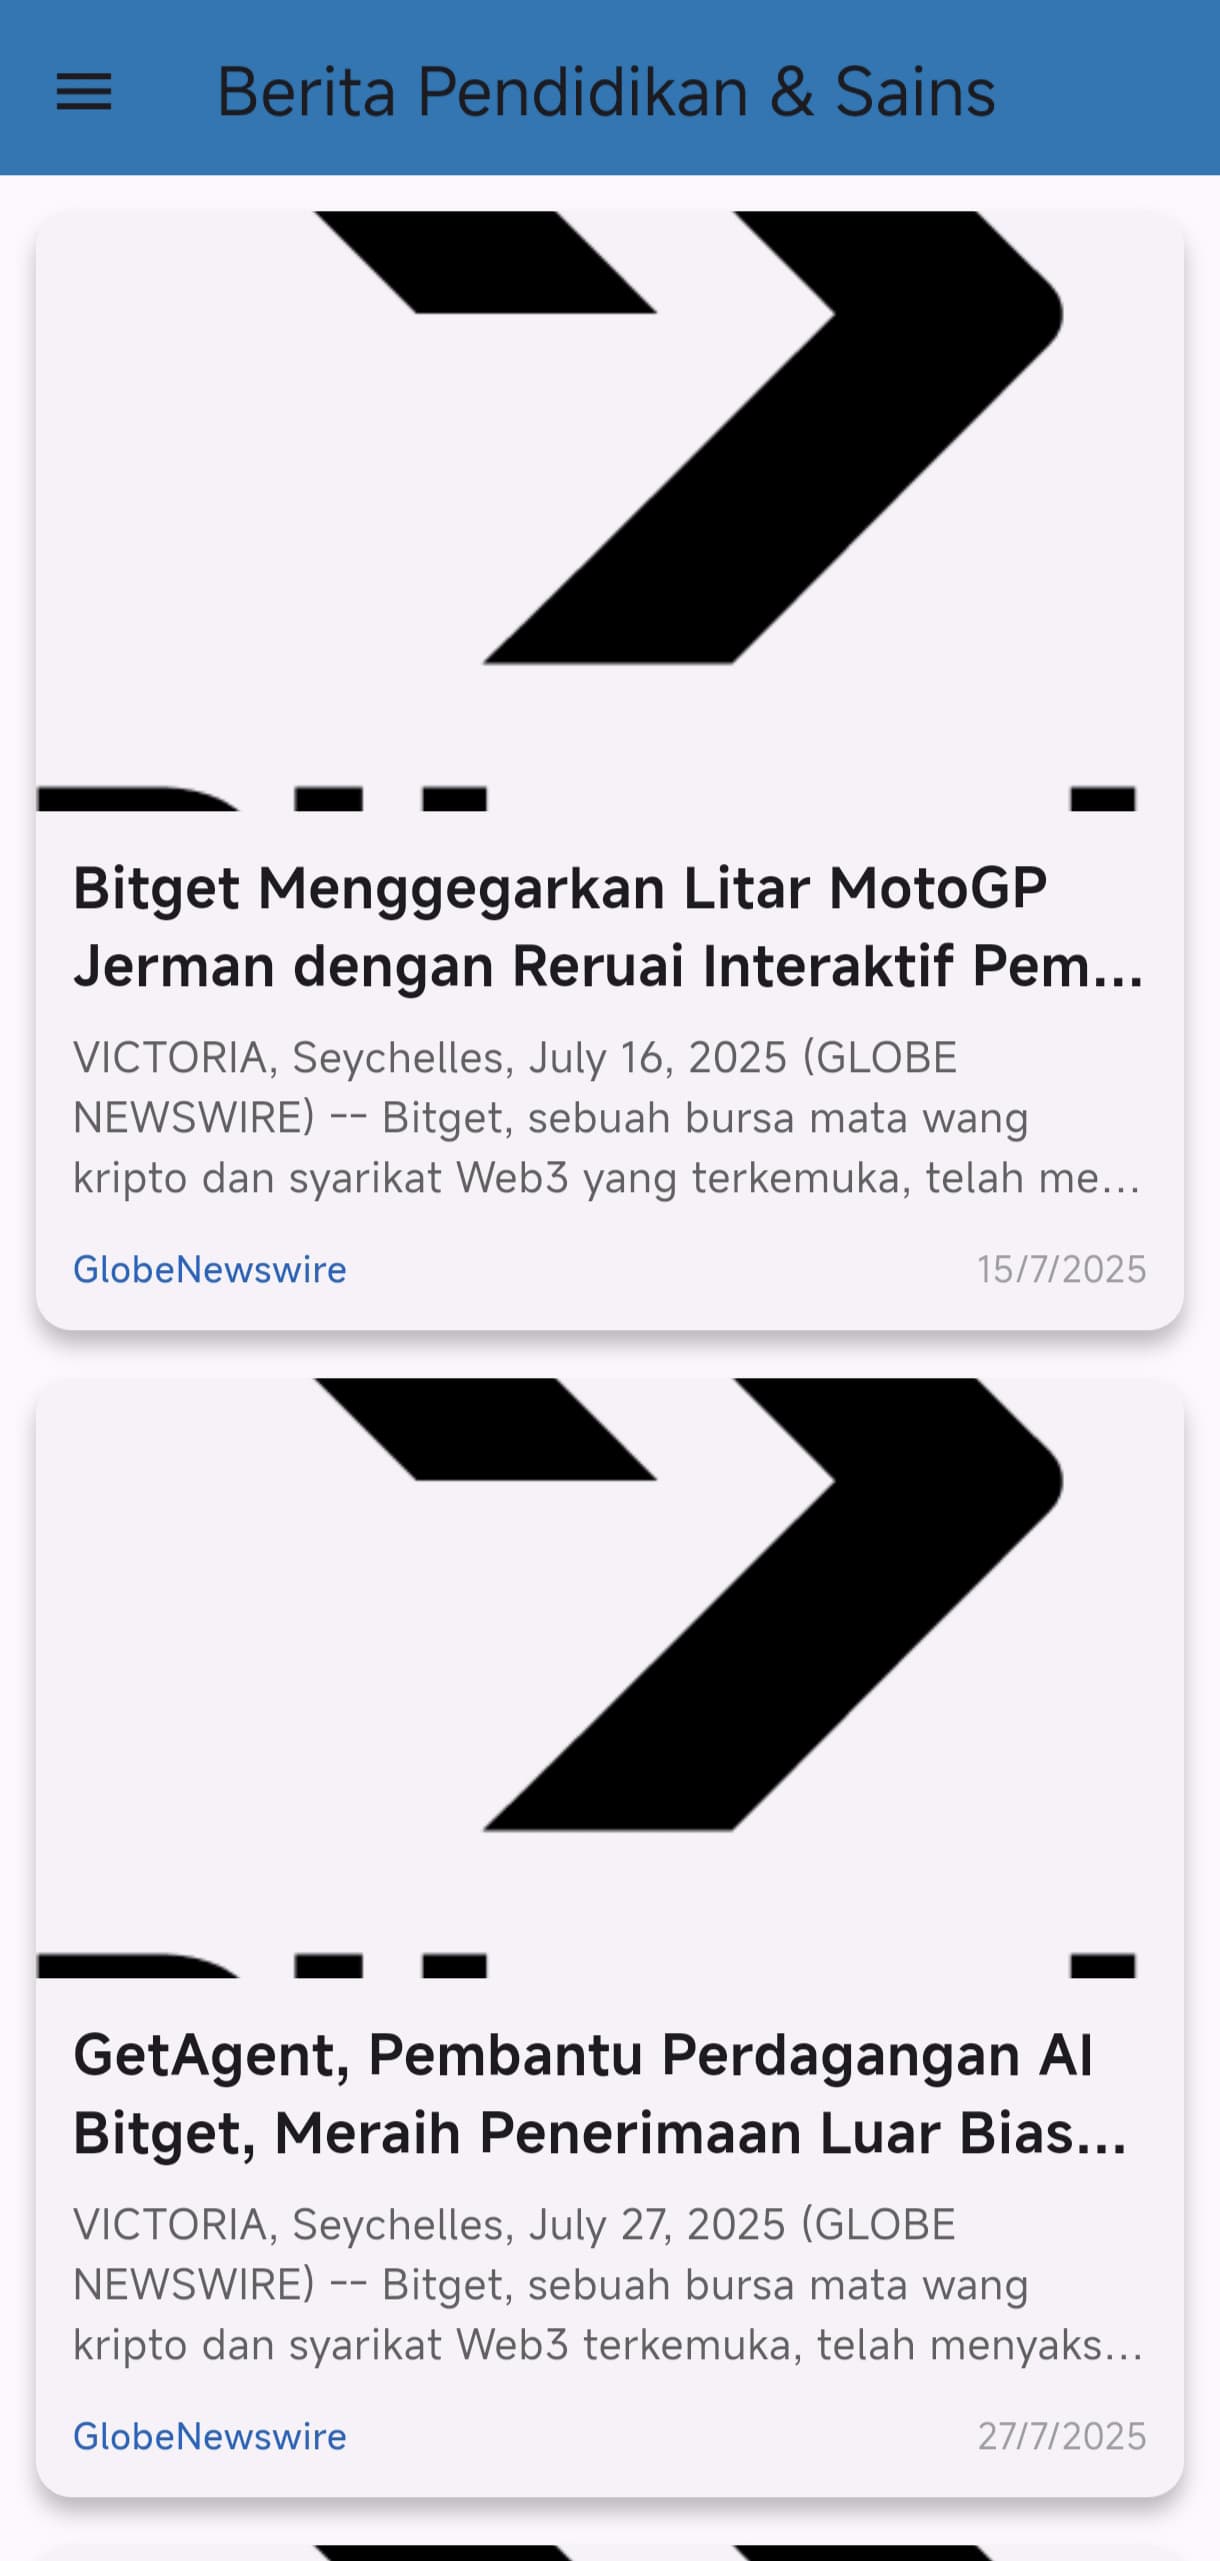 Berita Pendidikan & Sains
Bitget Menggegarkan Litar MotoGP
Jerman dengan Reruai Interaktif Pem...
VICTORIA, Seychelles, July 16, 2025 (GLOBE
NEWSWIRE) -- Bitget, sebuah bursa mata wang
kripto dan syarikat Web3 yang terkemuka, telah me...
GlobeNewswire 15/7/2025
GetAgent, Pembantu Perdagangan AI
Bitget, Meraih Penerimaan Luar Bias...
VICTORIA, Seychelles, July 27, 2025 (GLOBE
NEWSWIRE) -- Bitget, sebuah bursa mata wang
kripto dan syarikat Web3 terkemuka, telah menyaks...
GlobeNewswire 27/7/2025